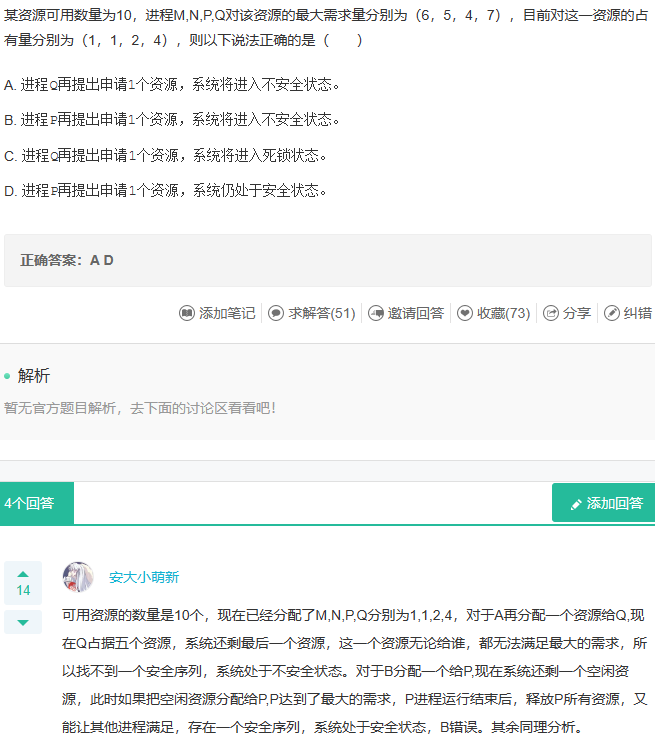 某资源可用数量为10，进程M,N,P,Q对该资源的最大需求量分别为（6，5，4，7），目前对这一资源的占
有量分别为（1，1，2，4），则以下说法正确的是（　　）
A. 进程Q再提出申请1个资源，系统将进入不安全状态。
B. 进程P再提出申请1个资源，系统将进入不安全状态。
C. 进程Q再提出申请1个资源，系统将进入死锁状态。
D. 进程P再提出申请1个资源，系统仍处于安全状态。
正确答案：A D
添加笔记 求解答(51) 邀请回答 收藏(73) 分享 纠错
解析
暂无官方题目解析，去下面的讨论区看看吧！
4个回答 添加回答
安大小萌新
14
可用资源的数量是10个，现在已经分配了M,N,P,Q分别为1,1,2,4，对于A再分配一个资源给Q,现
在Q占据五个资源，系统还剩最后一个资源，这一个资源无论给谁，都无法满足最大的需求，所
以找不到一个安全序列，系统处于不安全状态。对于B分配一个给P,现在系统还剩一个空闲资
源，此时如果把空闲资源分配给P,P达到了最大的需求，P进程运行结束后，释放P所有资源，又
能让其他进程满足，存在一个安全序列，系统处于安全状态，B错误。其余同理分析。